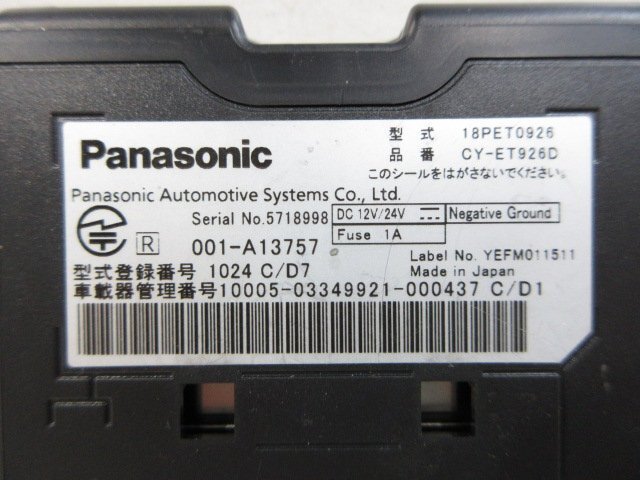 Panasonic
型式 18PET0926
品番 CY-ET926D
このシールをはがさないでください。
Panasonic Automotive Systems Co., Ltd.
Serial No.5718998
DC 12V/24V
Negative Ground
Fuse 1A
R 001-A13757
Label No. YEFM011511
型式登録番号 1024 C/D7
Made in Japan
車載器管理番号10005-03349921-000437 C/D1